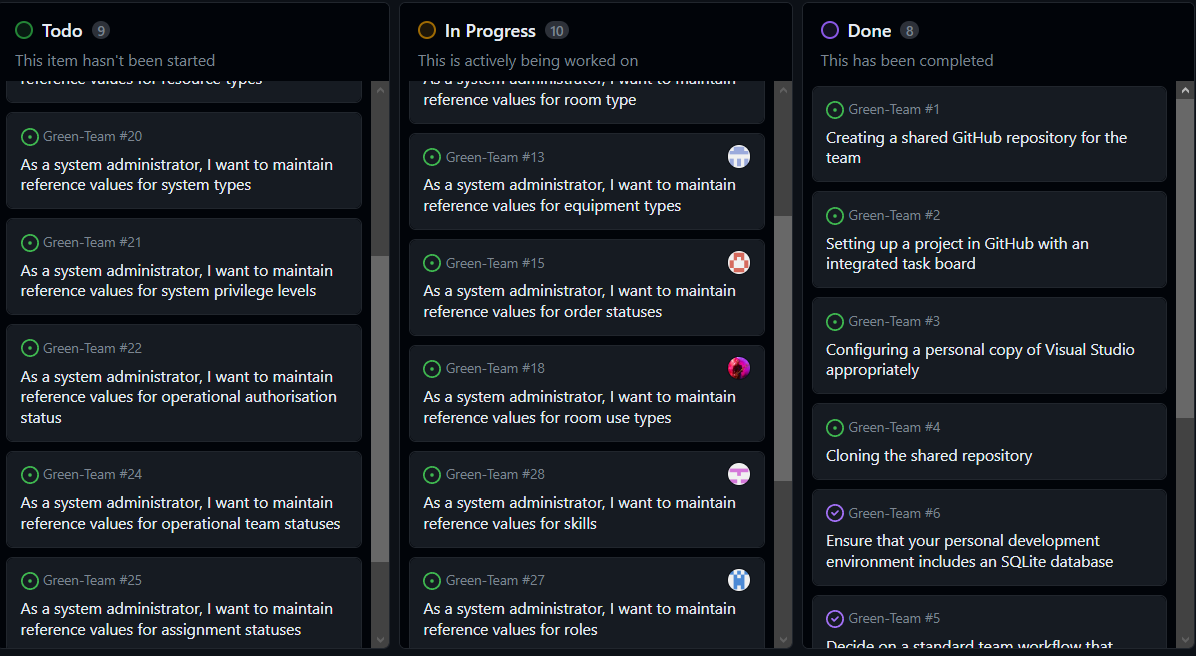 Todo 9
This item hasn't been started
reference values for resource types
Green-Team #20
As a system administrator, I want to maintain
reference values for system types
Green-Team #21
As a system administrator, I want to maintain
reference values for system privilege levels
Green-Team #22
As a system administrator, I want to maintain
reference values for operational authorisation
status
Green-Team #24
As a system administrator, I want to maintain
reference values for operational team statuses
Green-Team #25
As a system administrator, I want to maintain
reference values for assignment statuses
In Progress 10
This is actively being worked on
As a system administrator, I want to maintain
reference values for room type
Green-Team #13
As a system administrator, I want to maintain
reference values for equipment types
Green-Team #15
As a system administrator, I want to maintain
reference values for order statuses
Green-Team #18
As a system administrator, I want to maintain
reference values for room use types
Green-Team #28
As a system administrator, I want to maintain
reference values for skills
Green-Team #27
As a system administrator, I want to maintain
reference values for roles
Done 8
This has been completed
Green-Team #1
Creating a shared GitHub repository for the
team
Green-Team #2
Setting up a project in GitHub with an
integrated task board
Green-Team #3
Configuring a personal copy of Visual Studio
appropriately
Green-Team #4
Cloning the shared repository
Green-Team #6
Ensure that your personal development
environment includes an SQLite database
Green-Team #5
Decide on a standard team workflow that